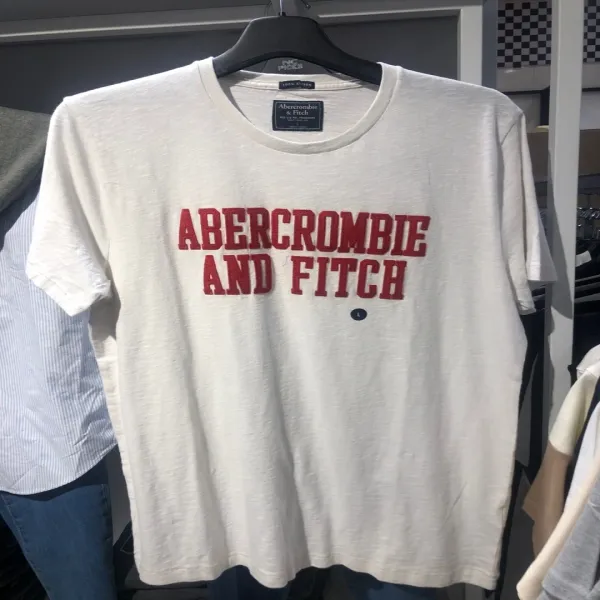 Abercrombie
& Fitch
ABERCROMBIE
AND FITCH
L